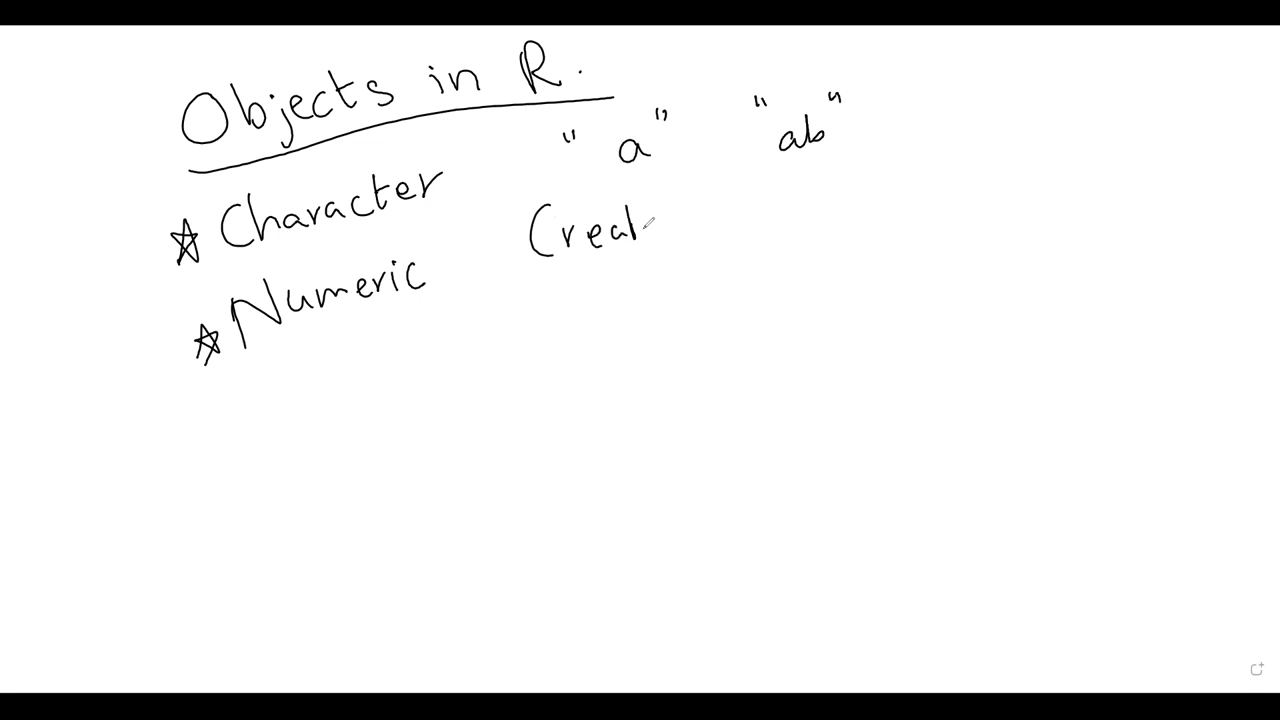 Objects in R.
* Character " a " " ab "
* Numeric (real